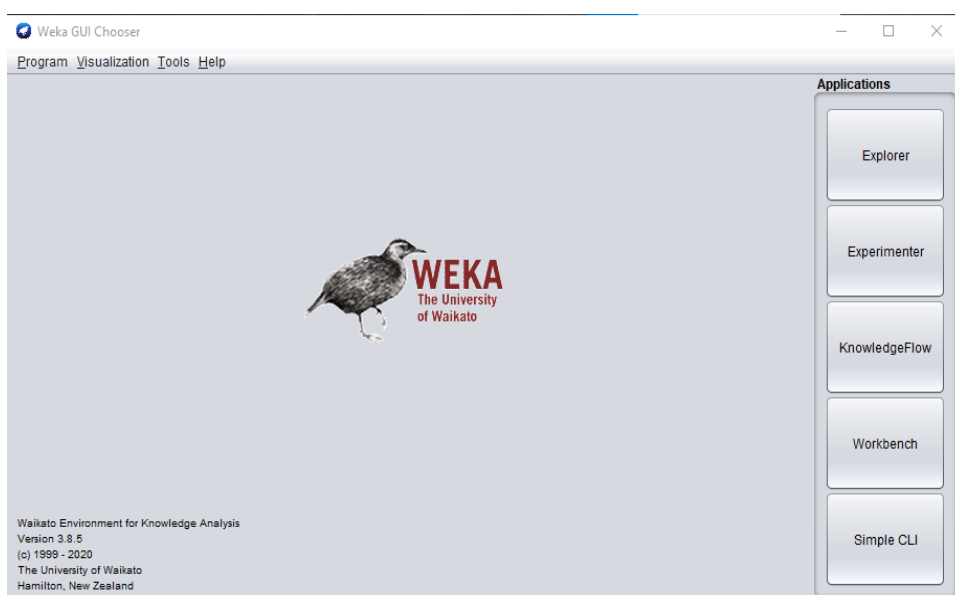 Weka GUI Chooser
Program Visualization Tools Help
Applications
Explorer
Experimenter
KnowledgeFlow
Workbench
Simple CLI
WEKA
The University
of Waikato
Waikato Environment for Knowledge Analysis
Version 3.8.5
(c) 1999 - 2020
The University of Waikato
Hamilton, New Zealand